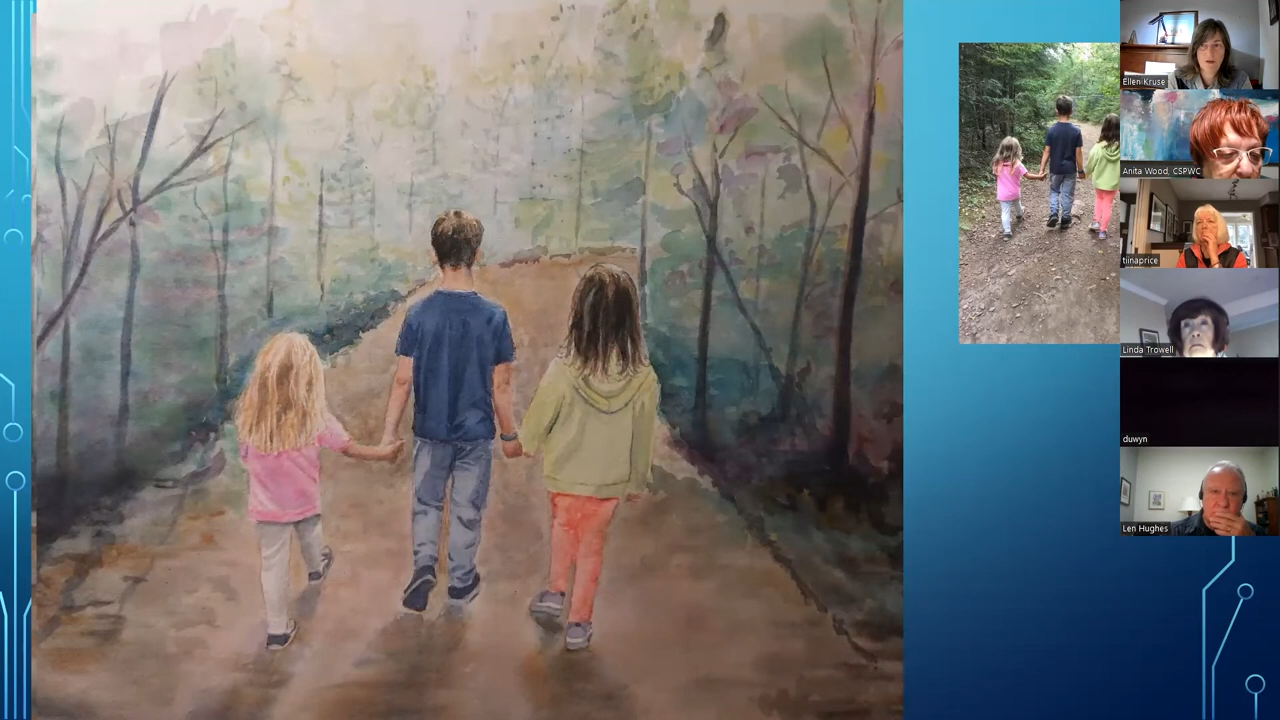 Ellen Kruse
Anita Wood, CSPWC
tiinaprice
Linda Trowell
duwyn
Len Hughes